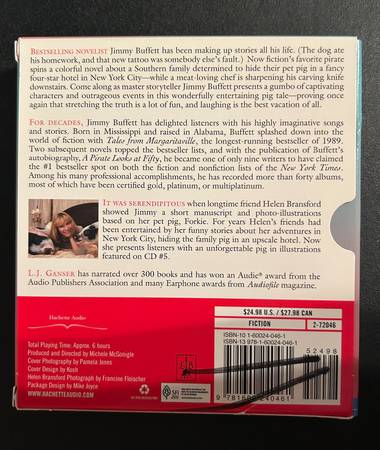 BESTSELLING NOVELIST Jimmy Buffett has been making up stories all his life. (The dog ate
his homework, and that new tattoo was somebody else's fault.) Now fiction's favorite pirate
spins a colorful novel about a Southern family determined to hide their pet pig in a fancy
four-star hotel in New York City—while a meat-loving chef is sharpening his carving knife
downstairs. Come along as master storyteller Jimmy Buffett presents a gumbo of captivating
characters and outrageous events in this wonderfully entertaining pig tale—proving once
again that stretching the truth is a lot of fun, and laughing is the best vacation of all.
FOR DECADES, Jimmy Buffett has delighted listeners with his highly imaginative songs
and stories. Born in Mississippi and raised in Alabama, Buffett splashed down into the
world of fiction with Tales from Margaritaville, the longest-running bestseller of 1989.
Two subsequent novels topped the bestseller lists, and with the publication of Buffett's
autobiography, A Pirate Looks at Fifty, he became one of only nine writers to have claimed
the #1 bestseller spot on both the fiction and nonfiction lists of the New York Times.
Among his many professional accomplishments, he has recorded more than forty albums,
most of which have been certified gold, platinum, or multiplatinum.
IT WAS SERENDIPITOUS when longtime friend Helen Bransford
showed Jimmy a short manuscript and photo-illustrations
based on her pet pig, Forkie. For years Helen's friends had
been entertained by her funny stories about her adventures in
New York City, hiding the family pig in an upscale hotel. Now
she presents listeners with an unforgettable pig in illustrations
featured on CD #5.
L.J. GANSER has narrated over 300 books and has won an Audie® award from the
Audio Publishers Association and many Earphone awards from Audiofile magazine.
Hachette Audio
Total Playing Time: Approx. 6 hours
Produced and Directed by Michele McGonigle
Cover Photography by Pamela Jones
Cover Design by Kosh
Helen Bransford Photograph by Francine Fleischer
Package Design by Mike Joyce
WWW.HACHETTEAUDIO.COM
SFI
$24.98 U.S. / $27.98 CAN
FICTION 2-72046
ISBN-10 1-60024-046-1
ISBN-13 978-1-60024-046-1
52498
9 781600 240461